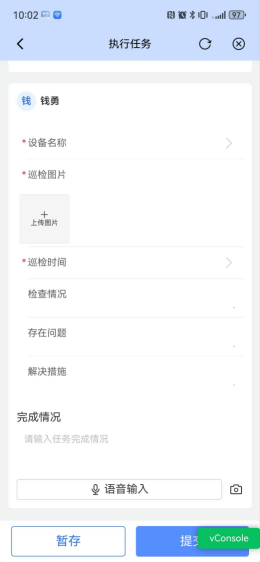 10:02
97
执行任务
钱 钱勇
*设备名称
*巡检图片
+
上传图片
*巡检时间
检查情况
存在问题
解决措施
完成情况
请输入任务完成情况
语音输入
暂存
提
vConsole